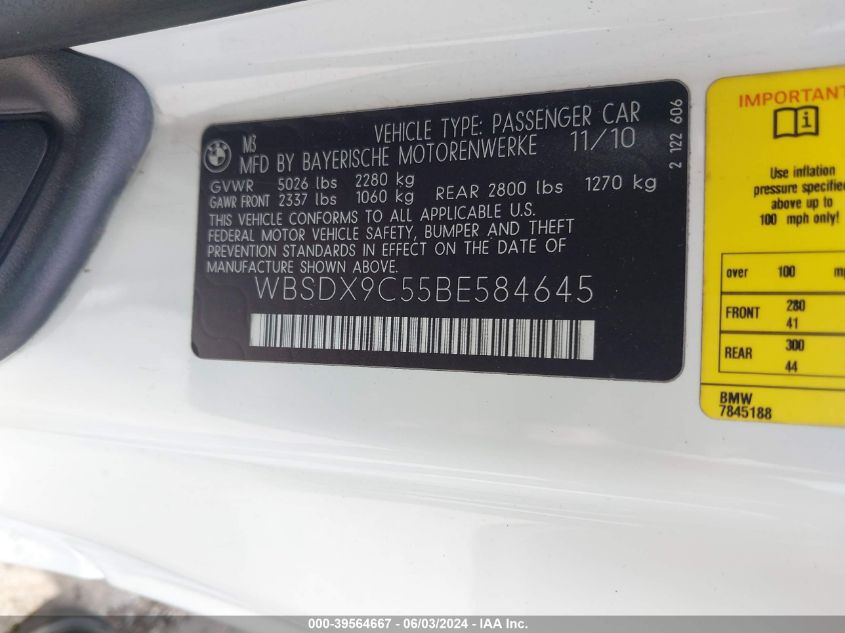 BMW
M3
VEHICLE TYPE: PASSENGER CAR
MFD BY BAYERISCHE MOTORENWERKE 11/10
GVWR 5026 lbs 2280 kg
GAWR FRONT 2337 lbs 1060 kg REAR 2800 lbs 1270 kg
THIS VEHICLE CONFORMS TO ALL APPLICABLE U.S.
FEDERAL MOTOR VEHICLE SAFETY, BUMPER AND THEFT
PREVENTION STANDARDS IN EFFECT ON THE DATE OF
MANUFACTURE SHOWN ABOVE.
WBSDX9C55BE584645
2 122 606
IMPORTANT
i
Use inflation
pressure specified
above up to
100 mph only!
over 100
FRONT 280
41
REAR 300
44
BMW
7845188
000-39564667 - 06/03/2024 - IAA Inc.